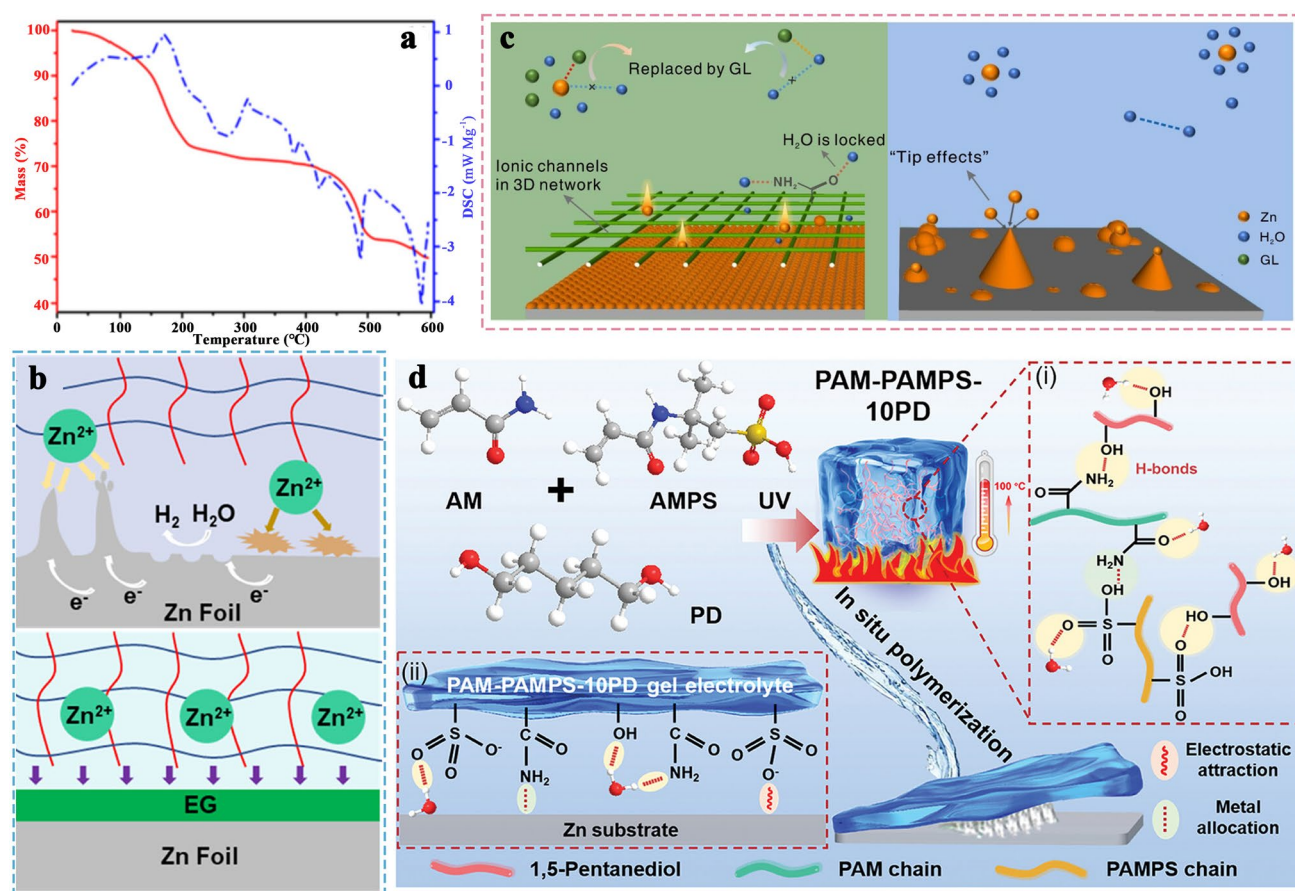 a
100
90
80
70
60
50
40
Mass (%)
0
100
200
300
400
500
600
Temperature (℃)
1
0
-1
-2
-3
-4
DSC (mW Mg⁻¹)
c
Replaced by GL
×
+
H₂O is locked
Ionic channels
in 3D network
NH₂
O
"Tip effects"
Zn
H₂O
GL
b
Zn²⁺
Zn²⁺
H₂ H₂O
e⁻
e⁻
e⁻
Zn Foil
Zn²⁺
Zn²⁺
Zn²⁺
EG
Zn Foil
d
AM
+
AMPS
UV
PD
PAM-PAMPS-
10PD
100 °C
In situ polymerization
(i)
OH
OH
H-bonds
NH₂
O
O
H₂N
OH
OH
O
S
O
HO
O
S
OH
O
(ii)
PAM-PAMPS-10PD gel electrolyte
S
O
O
O⁻
C
O
NH₂
OH
C
O
NH₂
S
O
O
O⁻
Zn substrate
Electrostatic
attraction
Metal
allocation
1,5-Pentanediol
PAM chain
PAMPS chain